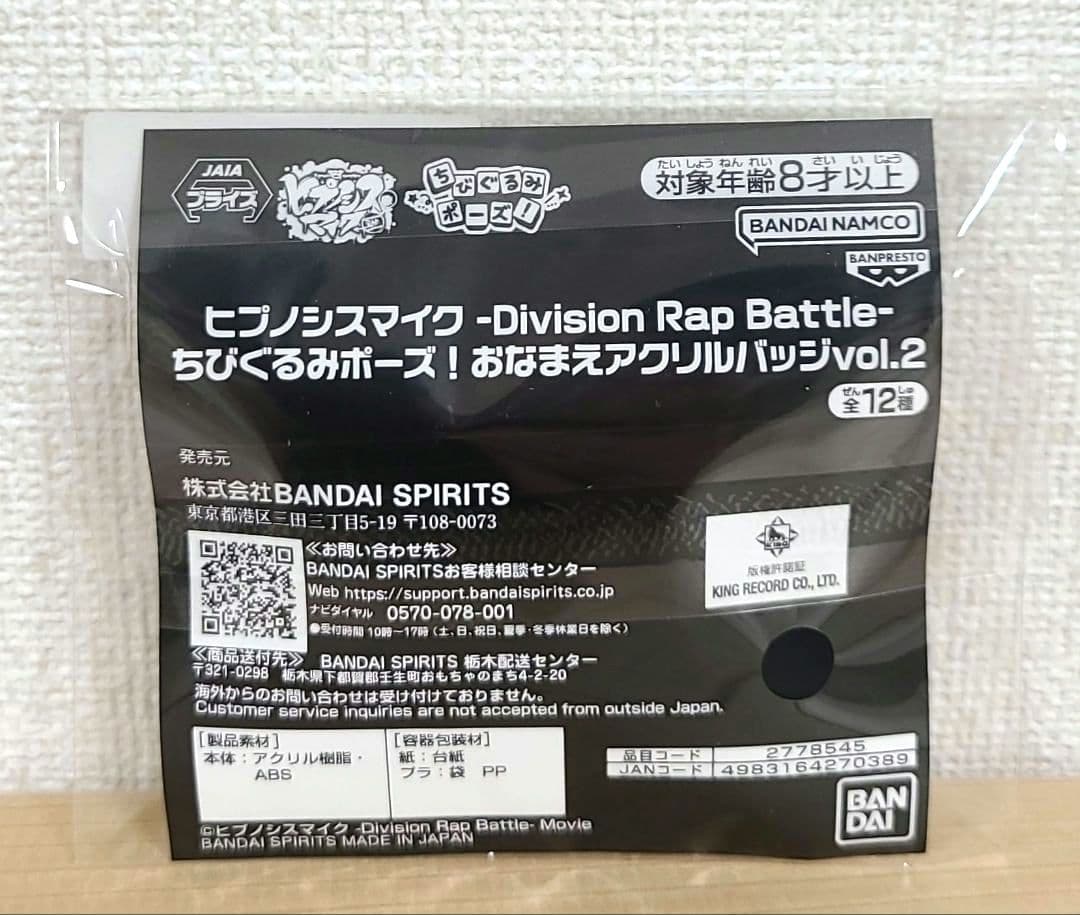 JAIA
プライズ
ヒプノシスマイク
ちびぐるみ
ポーズ!
たいしょうねんれい さい いじょう
対象年齢8才以上
BANDAI NAMCO
BANPRESTO
ヒプノシスマイク -Division Rap Battle-
ちびぐるみポーズ!おなまえアクリルバッジvol.2
ぜん しゅ
全12種
発売元
株式会社BANDAI SPIRITS
東京都港区三田三丁目5-19 〒108-0073
≪お問い合わせ先≫
BANDAI SPIRITSお客様相談センター
Web https://support.bandaispirits.co.jp
ナビダイヤル 0570-078-001
●受付時間 10時〜17時(土、日、祝日、夏季・冬季休業日を除く)
≪商品送付先≫ BANDAI SPIRITS 栃木配送センター
〒321-0298 栃木県下都賀郡壬生町おもちゃのまち4-2-20
海外からのお問い合わせは受け付けておりません。
Customer service inquiries are not accepted from outside Japan.
KING
版権許諾証
KING RECORD CO., LTD.
[製品素材]
本体:アクリル樹脂・
ABS
[容器包装材]
紙:台紙
プラ:袋 PP
品目コード 2778545
JANコード 4983164270389
©ヒプノシスマイク -Division Rap Battle- Movie
BANDAI SPIRITS MADE IN JAPAN
BAN
DAI